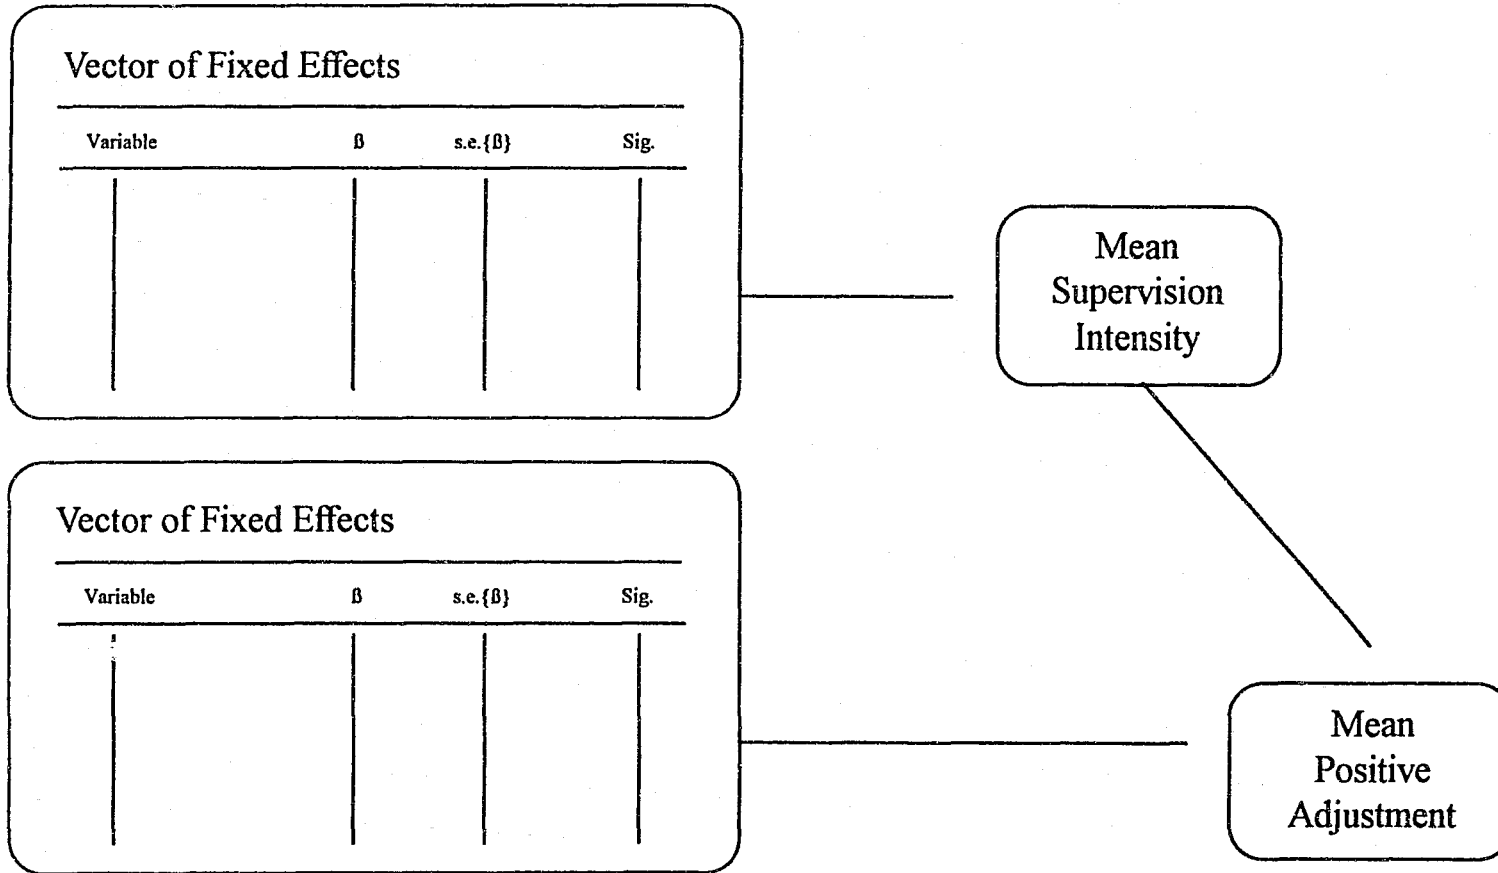 Vector of Fixed Effects
Variable ß s.e.{ß} Sig.
Mean
Supervision
Intensity
Vector of Fixed Effects
Variable ß s.e.{ß} Sig.
Mean
Positive
Adjustment